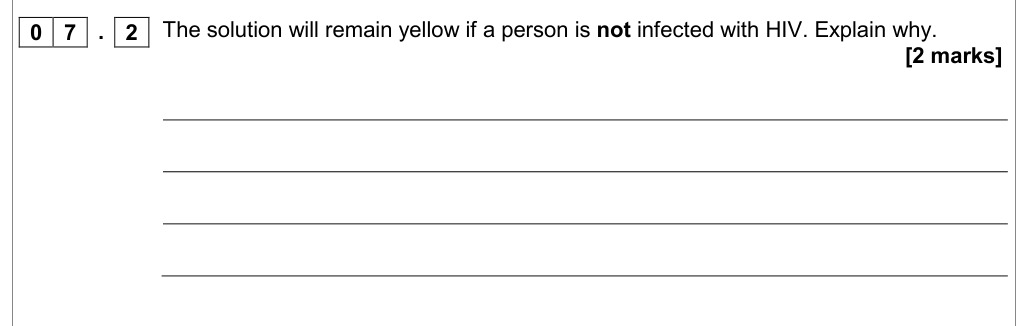 0 7 . 2 The solution will remain yellow if a person is not infected with HIV. Explain why.
[2 marks]